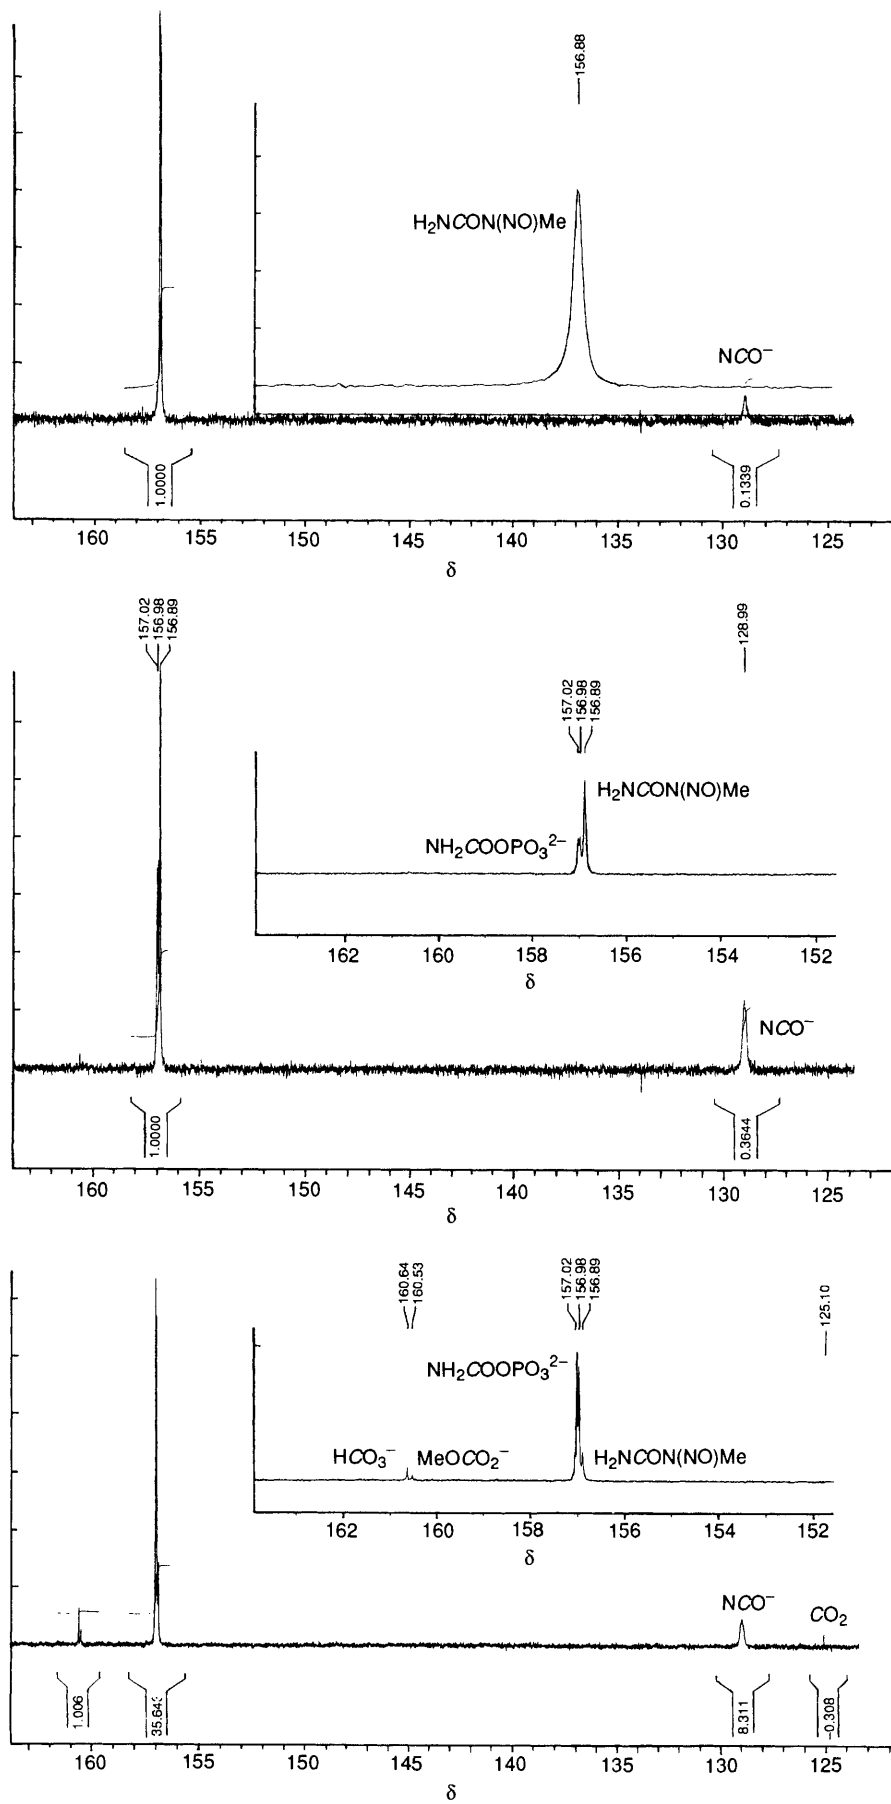 156.88
H₂NCON(NO)Me
NCO⁻
1.0000
0.1339
160 155 150 145 140 135 130 125
δ
157.02
156.98
156.89
128.99
157.02
156.98
156.89
H₂NCON(NO)Me
NH₂COOPO₃²⁻
162 160 158 156 154 152
δ
NCO⁻
1.0000
0.3644
160 155 150 145 140 135 130 125
δ
160.64
160.53
157.02
156.98
156.89
125.10
NH₂COOPO₃²⁻
HCO₃⁻ MeOCO₂⁻ H₂NCON(NO)Me
162 160 158 156 154 152
δ
NCO⁻
CO₂
1.006
35.643
8.311
-0.308
160 155 150 145 140 135 130 125
δ